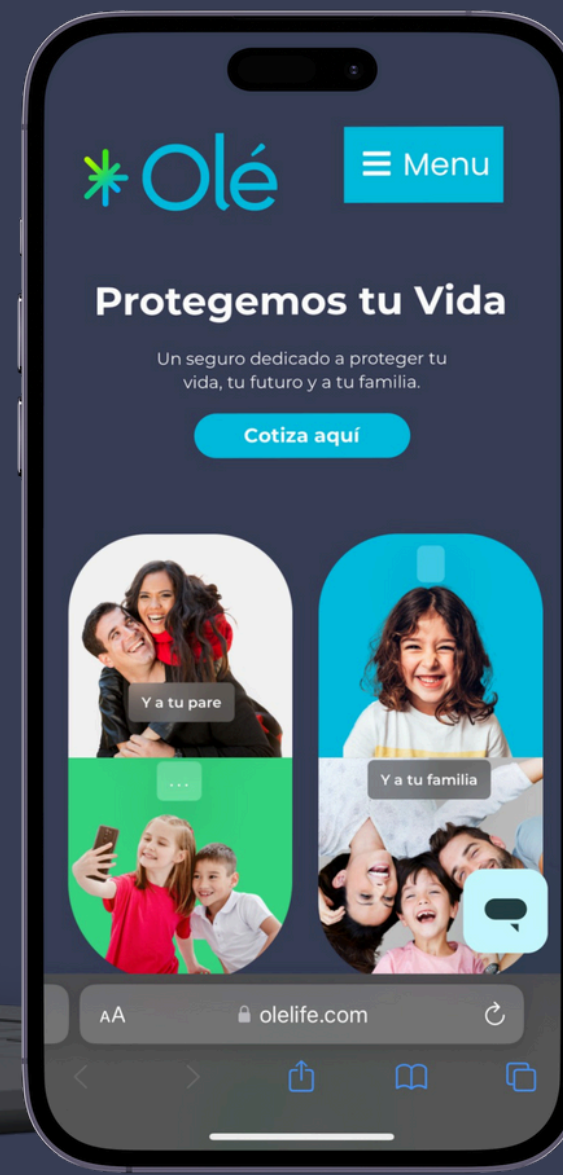 Olé
Menu
Protegemos tu Vida
Un seguro dedicado a proteger tu
vida, tu futuro y a tu familia.
Cotiza aquí
Y a tu pare
...
Y a tu familia
AA
olelife.com